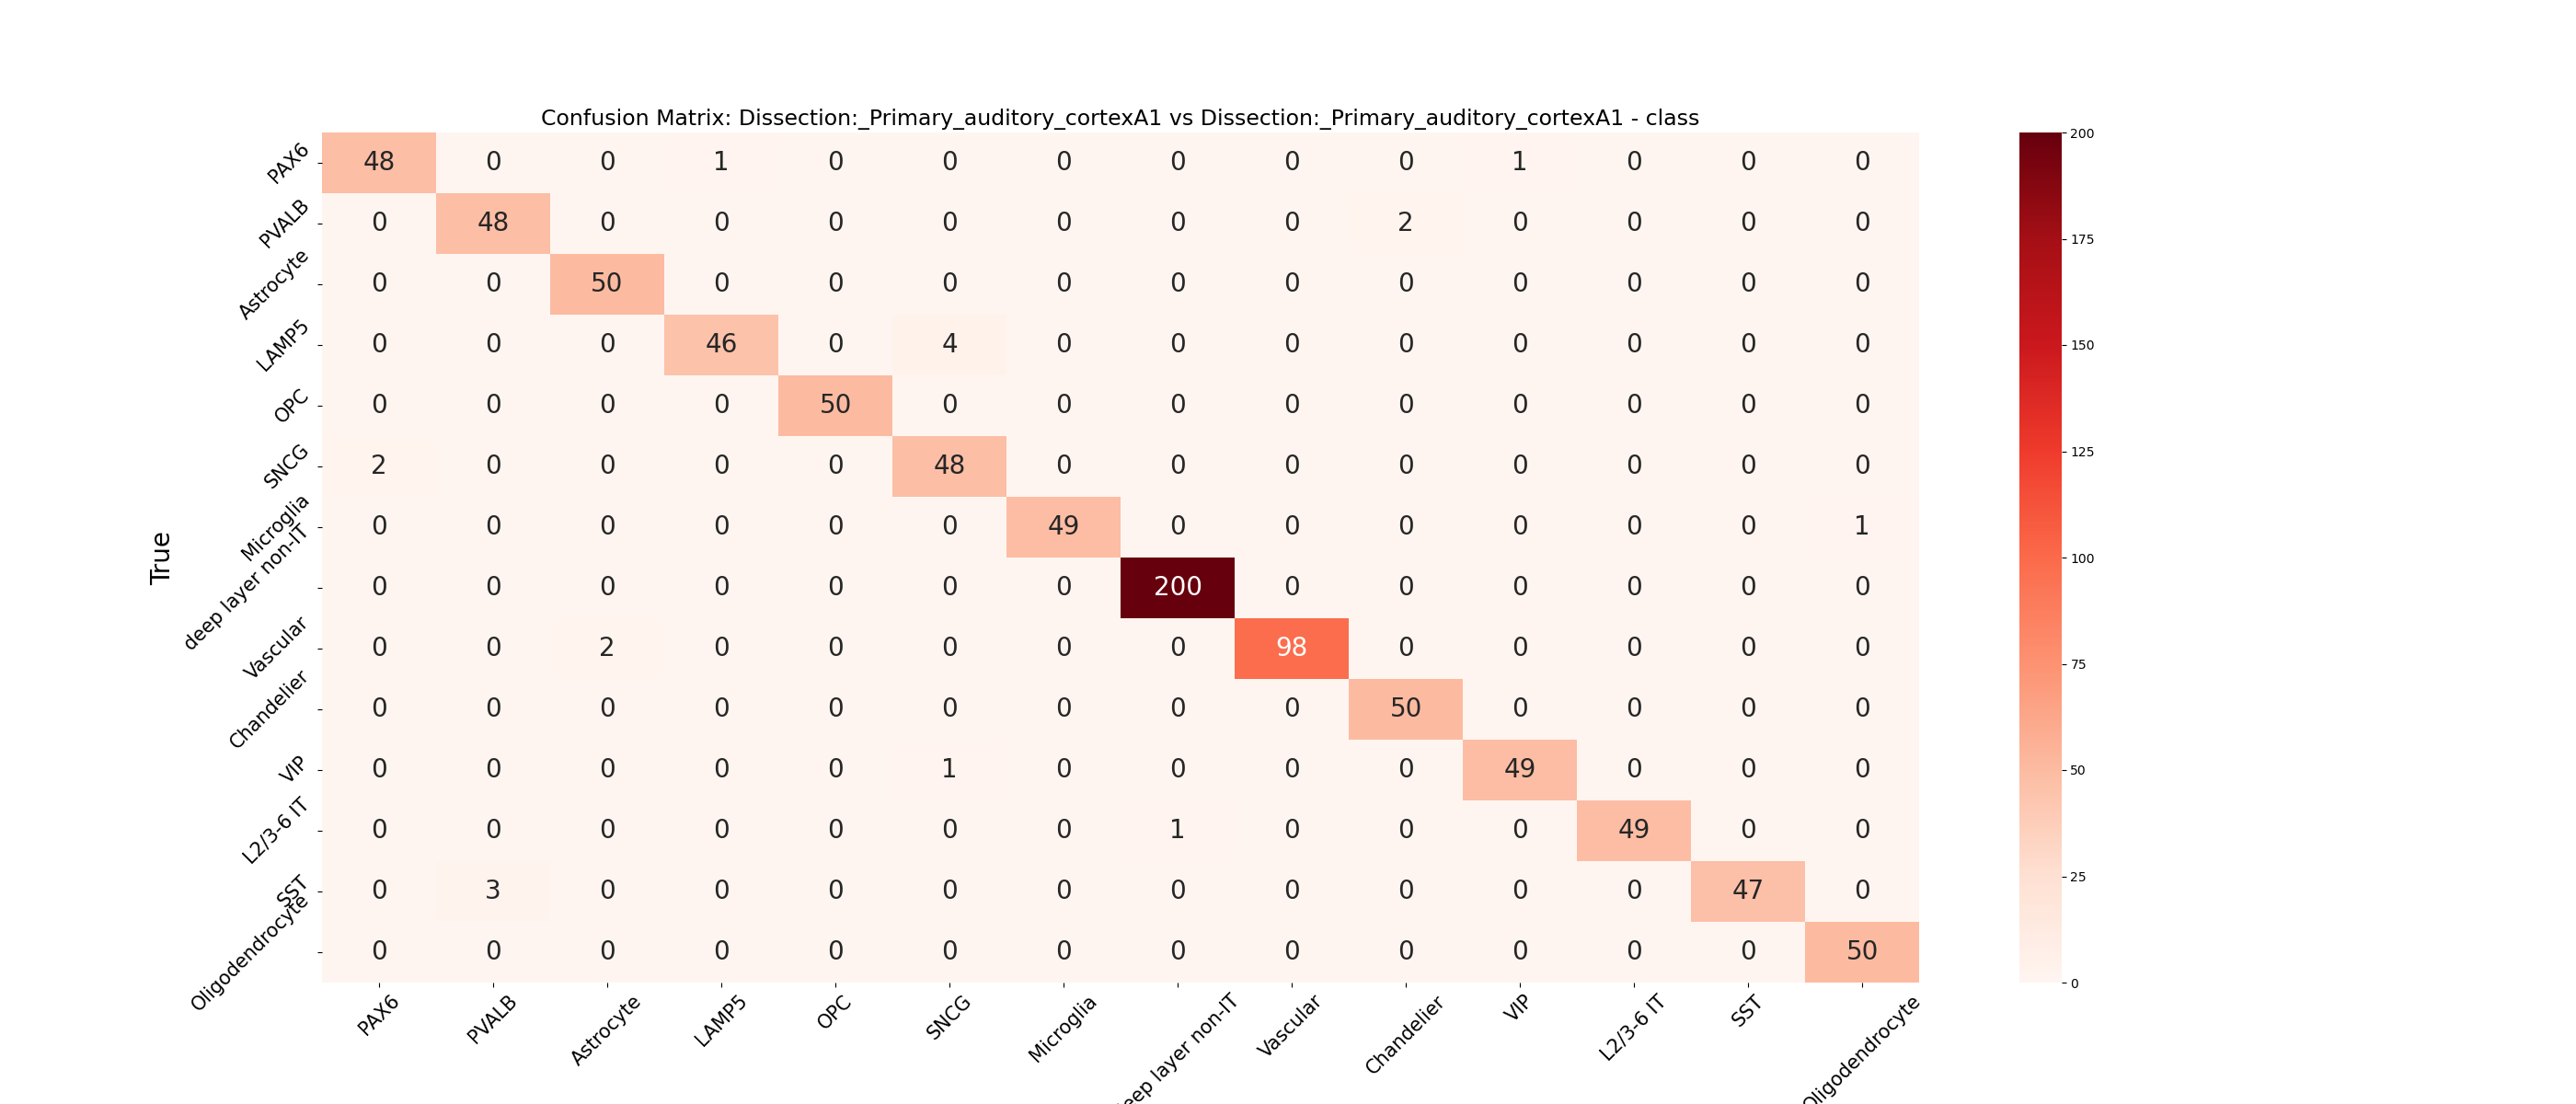 Confusion Matrix: Dissection:_Primary_auditory_cortexA1 vs Dissection:_Primary_auditory_cortexA1 - class
True
PAX6 48 0 0 1 0 0 0 0 0 0 1 0 0 0
PVALB 0 48 0 0 0 0 0 0 0 2 0 0 0 0
Astrocyte 0 0 50 0 0 0 0 0 0 0 0 0 0 0
LAMP5 0 0 0 46 0 4 0 0 0 0 0 0 0 0
OPC 0 0 0 0 50 0 0 0 0 0 0 0 0 0
SNCG 2 0 0 0 0 48 0 0 0 0 0 0 0 0
Microglia 0 0 0 0 0 0 49 0 0 0 0 0 0 1
deep layer non-IT 0 0 0 0 0 0 0 200 0 0 0 0 0 0
Vascular 0 0 2 0 0 0 0 0 98 0 0 0 0 0
Chandelier 0 0 0 0 0 0 0 0 0 50 0 0 0 0
VIP 0 0 0 0 0 1 0 0 0 0 49 0 0 0
L2/3-6 IT 0 0 0 0 0 0 0 1 0 0 0 49 0 0
SST 0 3 0 0 0 0 0 0 0 0 0 0 47 0
Oligodendrocyte 0 0 0 0 0 0 0 0 0 0 0 0 0 50
PAX6 PVALB Astrocyte LAMP5 OPC SNCG Microglia deep layer non-IT Vascular Chandelier VIP L2/3-6 IT SST Oligodendrocyte
200
175
150
125
100
75
50
25
0